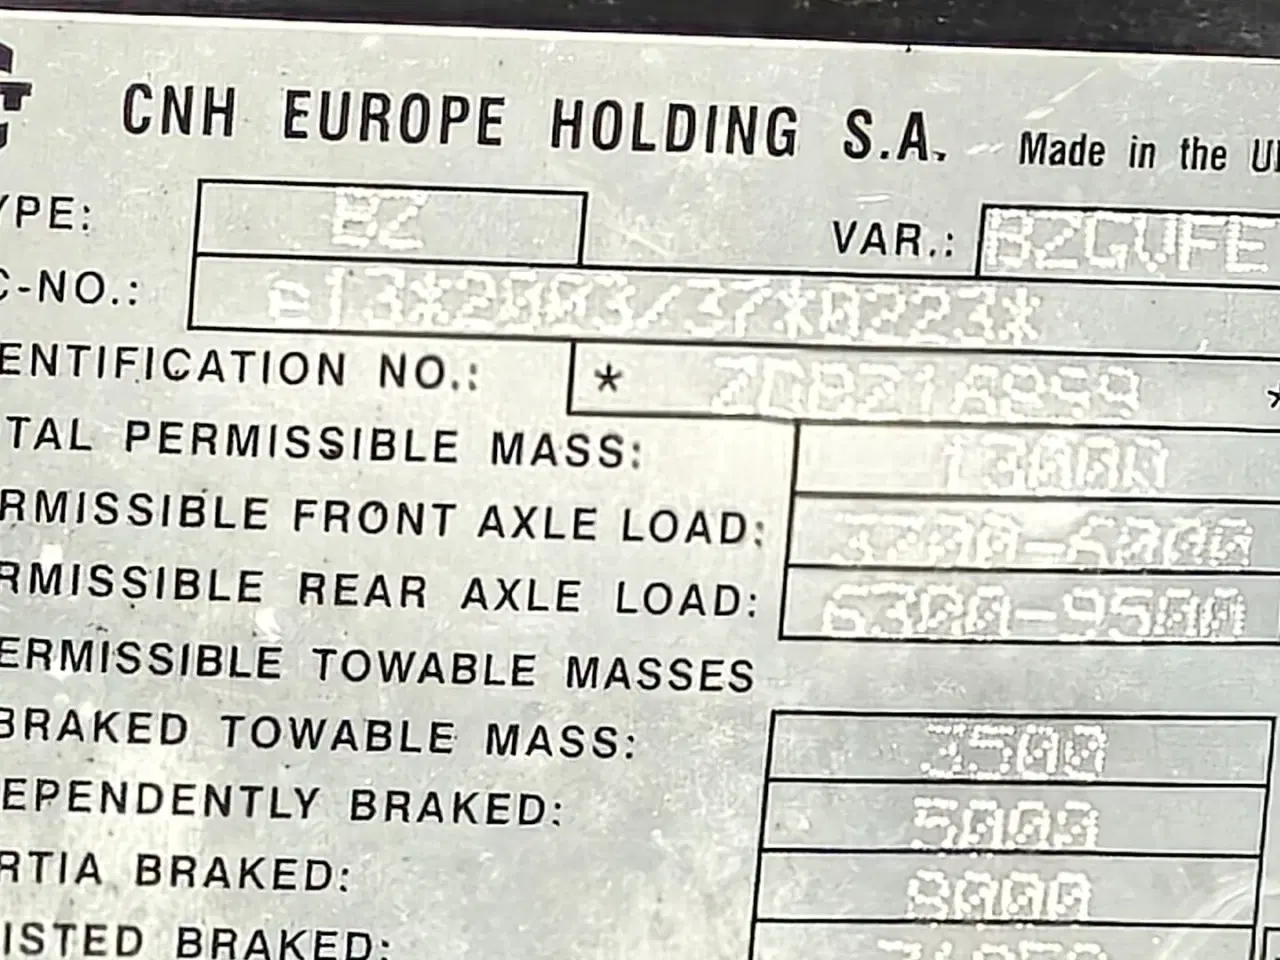 CNH EUROPE HOLDING S.A. Made in the
YPE: BZ VAR.: BZGVFE
C-NO.: e13*2003/37*0223*
ENTIFICATION NO.: * *
TAL PERMISSIBLE MASS: 13000
RMISSIBLE FRONT AXLE LOAD: 3200-6000
RMISSIBLE REAR AXLE LOAD: 6300-9500
ERMISSIBLE TOWABLE MASSES
BRAKED TOWABLE MASS: 3500
EPENDENTLY BRAKED: 5000
RTIA BRAKED: 8000
ISTED BRAKED: